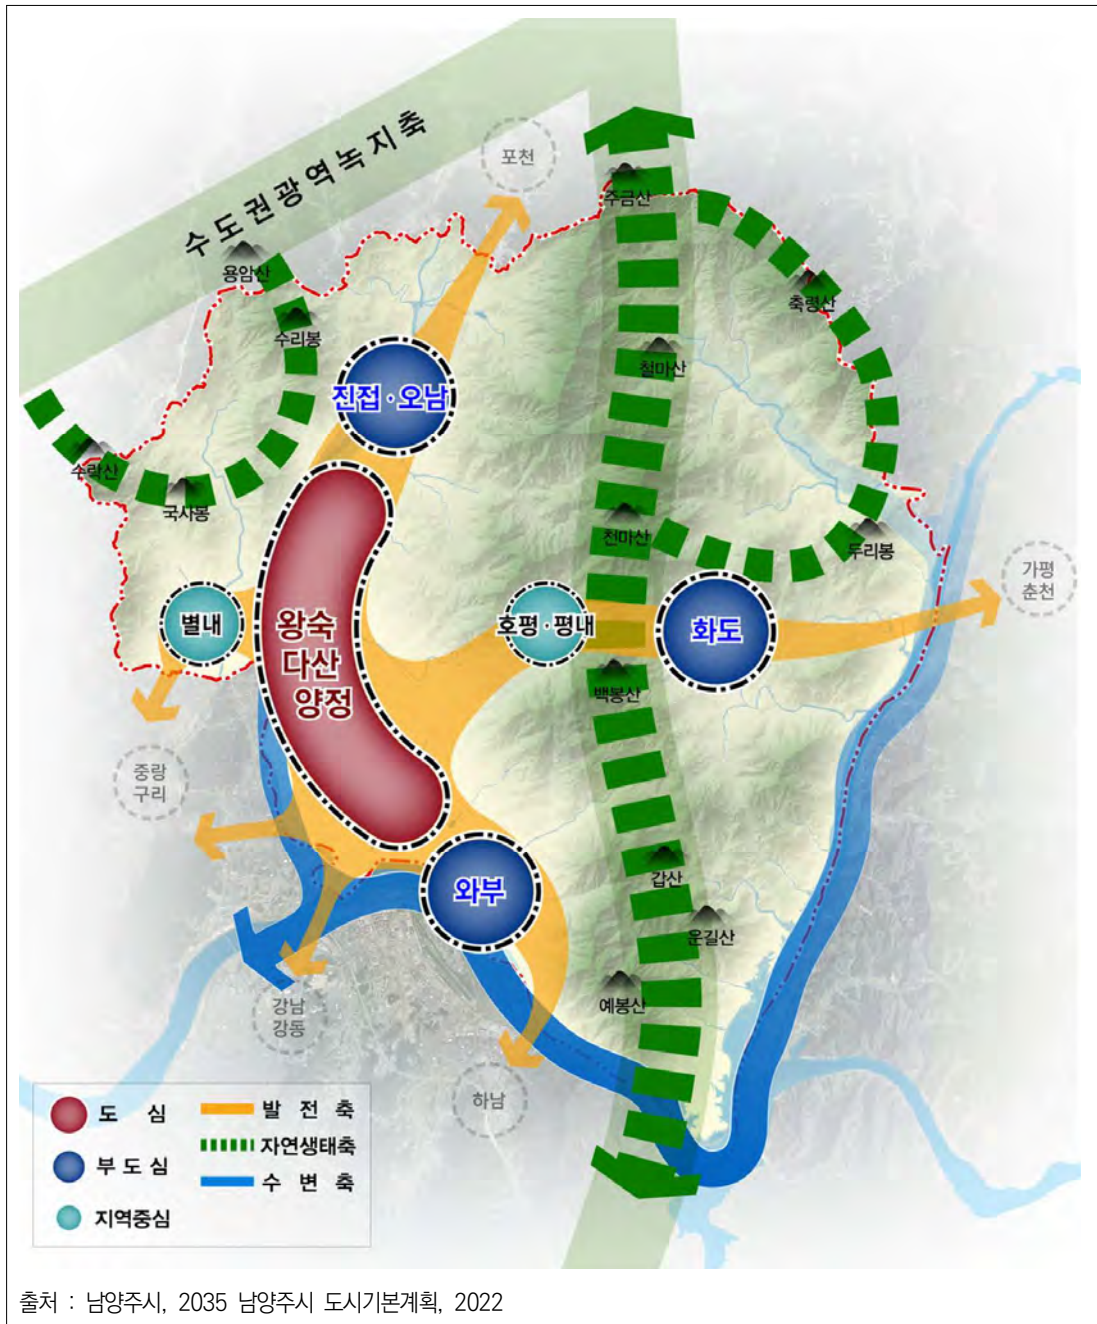 수도권광역녹지축
포천
주금산
용암산
축령산
수리봉
철마산
진접·오남
수락산
국사봉
천마산
두리봉
가평
춘천
별내
왕숙
다산
양정
호평·평내
화도
백봉산
중랑
구리
갑산
와부
운길산
예봉산
강남
강동
하남
도 심
발 전 축
자연생태축
부 도 심
수 변 축
지역중심
출처 : 남양주시, 2035 남양주시 도시기본계획, 2022